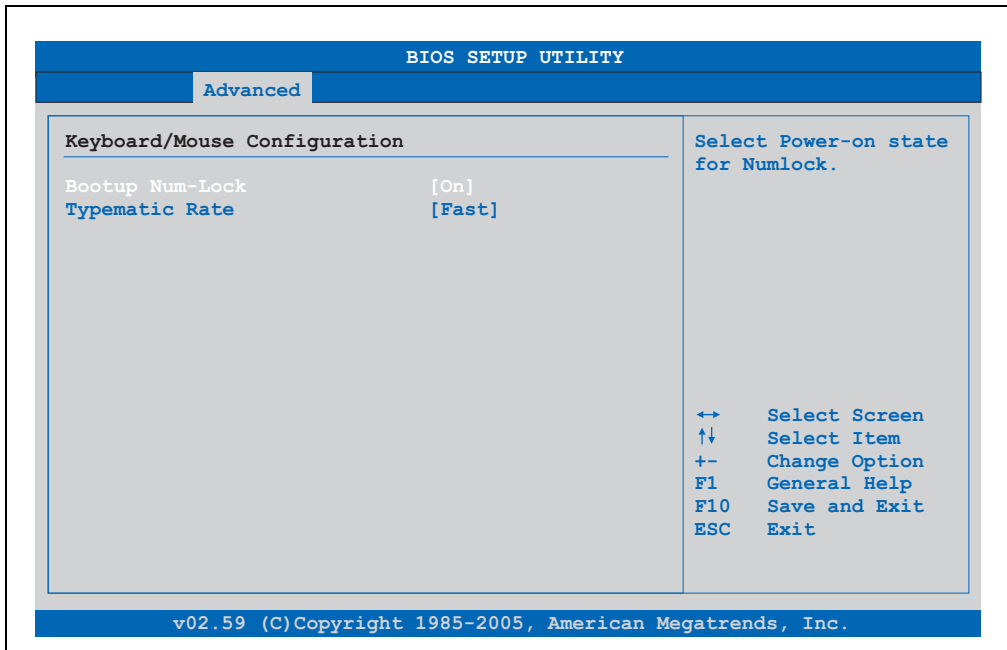 BIOS SETUP UTILITY
Advanced
Keyboard/Mouse Configuration
Bootup Num-Lock [On]
Typematic Rate [Fast]
Select Power-on state
for Numlock.
↔ Select Screen
↑↓ Select Item
+- Change Option
F1 General Help
F10 Save and Exit
ESC Exit
v02.59 (C)Copyright 1985-2005, American Megatrends, Inc.